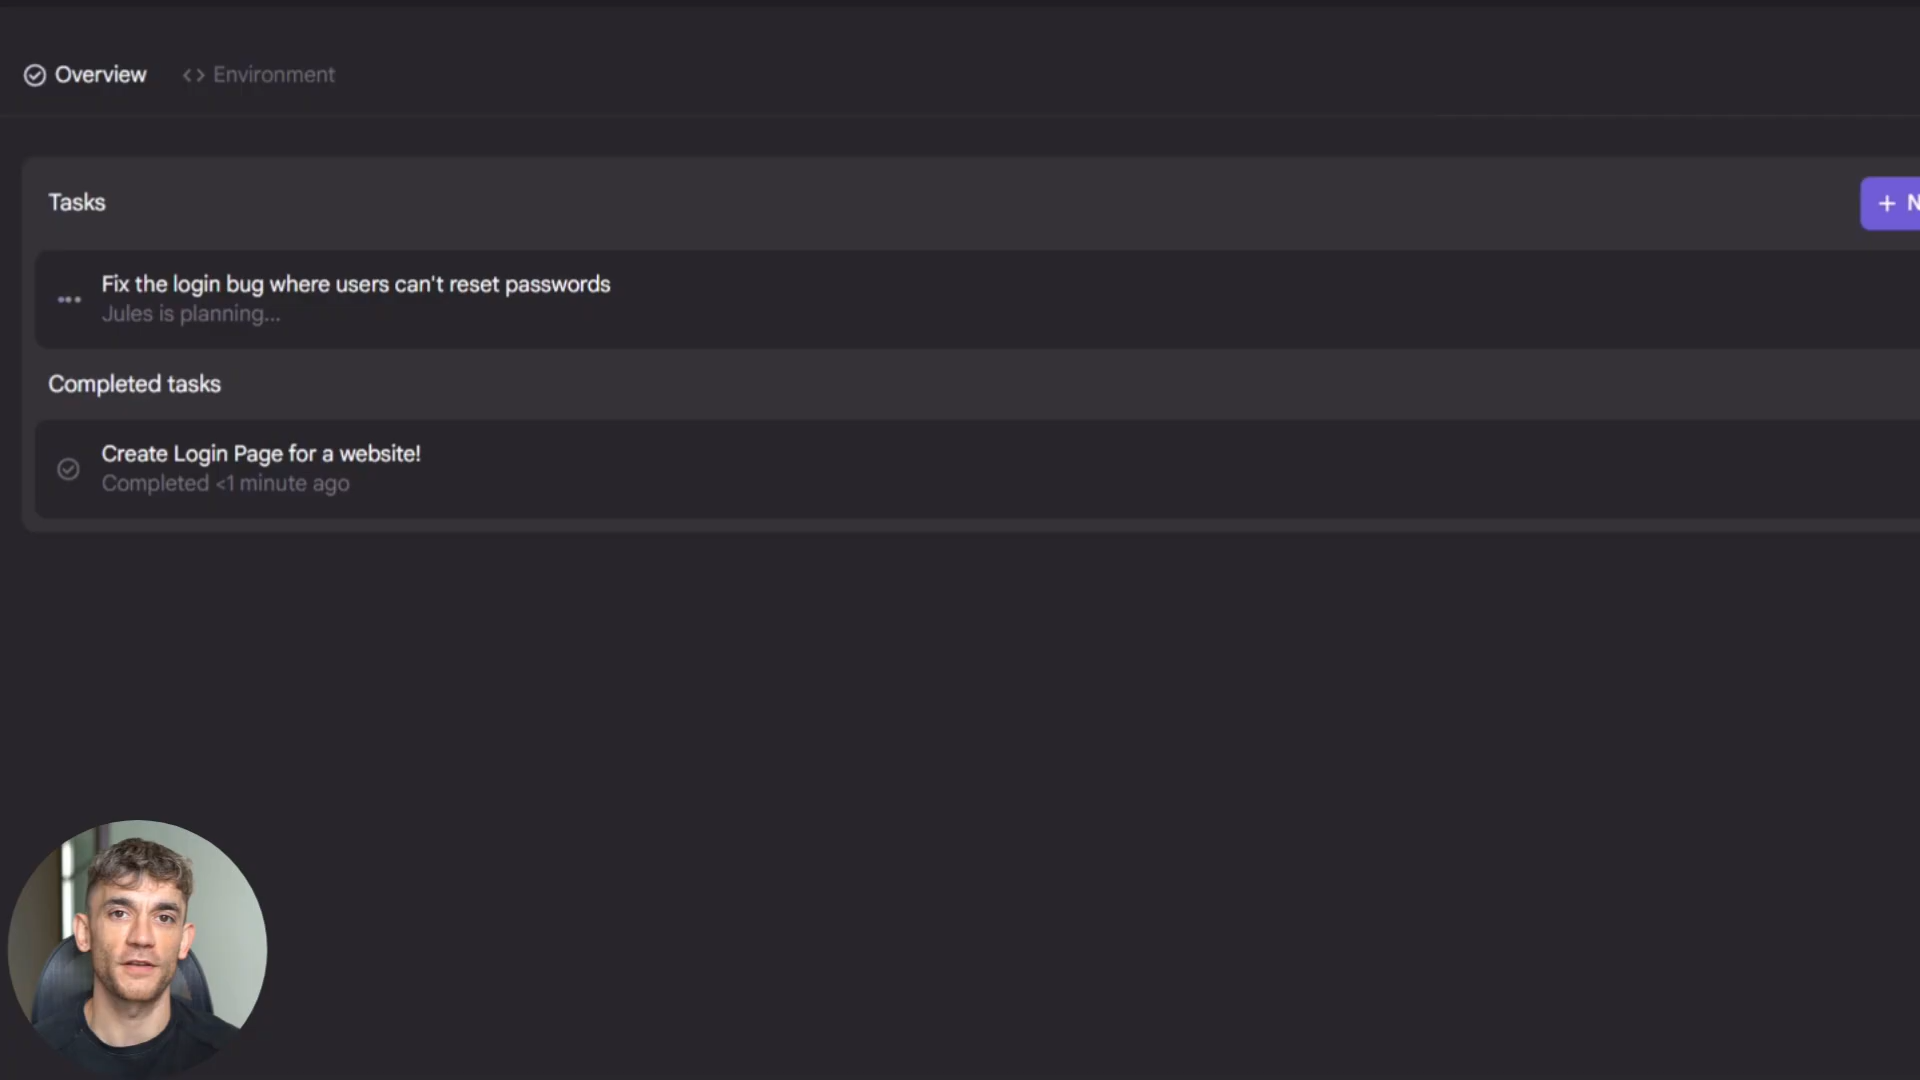 Overview
Environment
Tasks
+ N
Fix the login bug where users can't reset passwords
Jules is planning...
Completed tasks
Create Login Page for a website!
Completed <1 minute ago